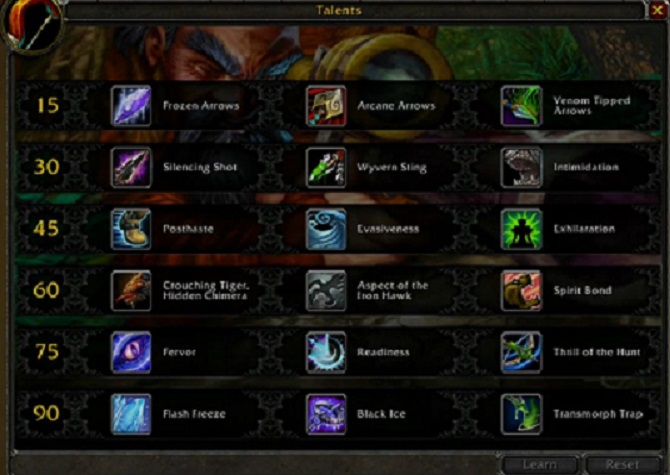 Talents
15
Frozen Arrows
Arcane Arrows
Venom Tipped
Arrows
30
Silencing Shot
Wyvern Sting
Intimidation
45
Posthaste
Evasiveness
Exhilaration
60
Crouching Tiger,
Hidden Chimera
Aspect of the
Iron Hawk
Spirit Bond
75
Fervor
Readiness
Thrill of the Hunt
90
Flash Freeze
Black Ice
Transmorph Trap
Learn
Reset